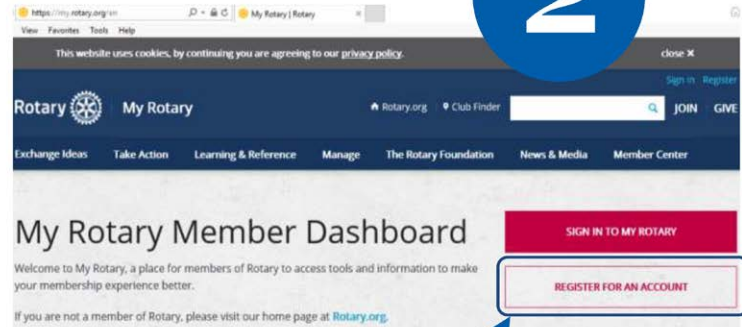 https://my.rotary.org/en
My Rotary | Rotary
View Favorites Tools Help
2
This website uses cookies, by continuing you are agreeing to our privacy policy.
close X
Sign in Register
Rotary
My Rotary
Rotary.org
Club Finder
JOIN GIVE
Exchange Ideas Take Action Learning & Reference Manage The Rotary Foundation News & Media Member Center
My Rotary Member Dashboard
SIGN IN TO MY ROTARY
Welcome to My Rotary, a place for members of Rotary to access tools and information to make
your membership experience better.
REGISTER FOR AN ACCOUNT
If you are not a member of Rotary, please visit our home page at Rotary.org.